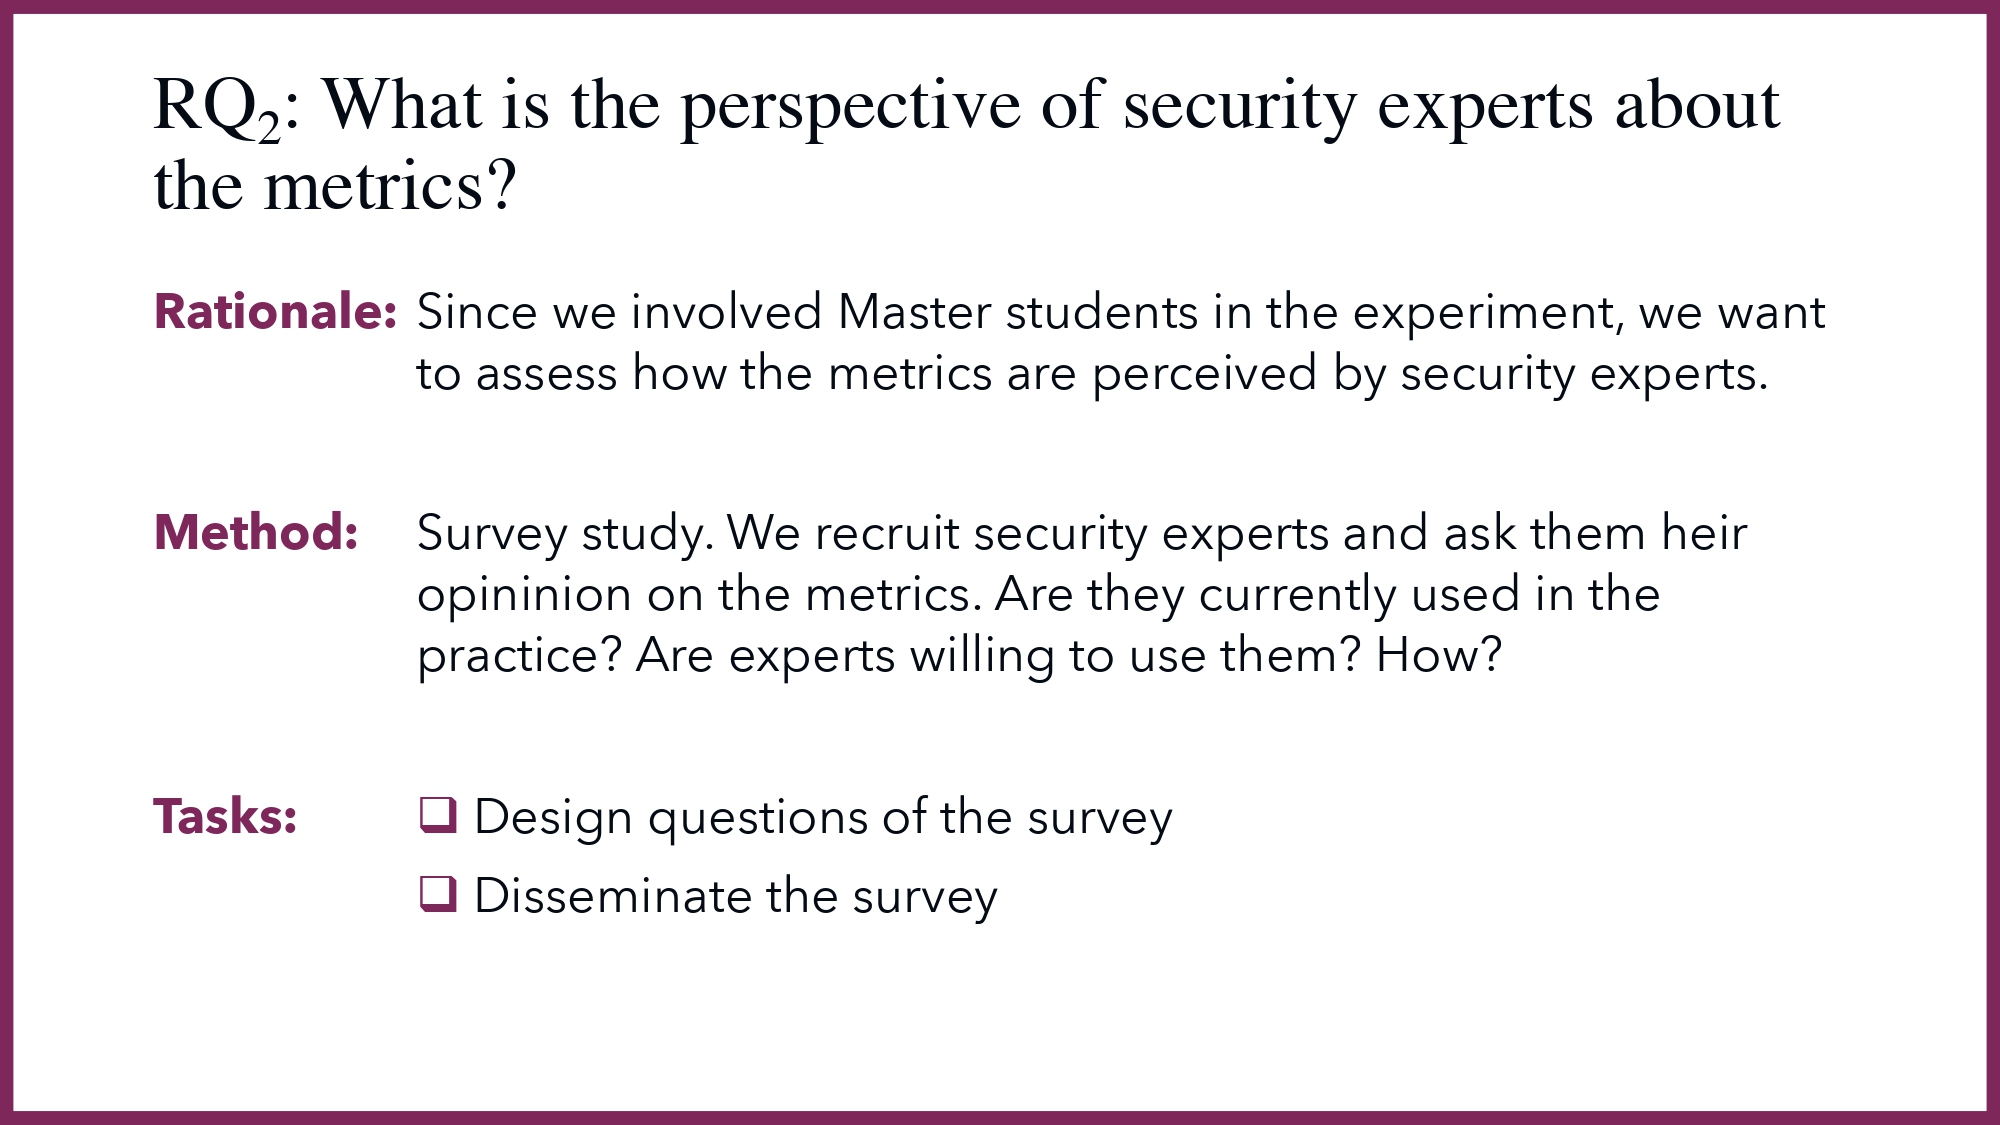 RQ₂: What is the perspective of security experts about
the metrics?
Rationale: Since we involved Master students in the experiment, we want
to assess how the metrics are perceived by security experts.
Method: Survey study. We recruit security experts and ask them heir
opininion on the metrics. Are they currently used in the
practice? Are experts willing to use them? How?
Tasks: ❑ Design questions of the survey
❑ Disseminate the survey